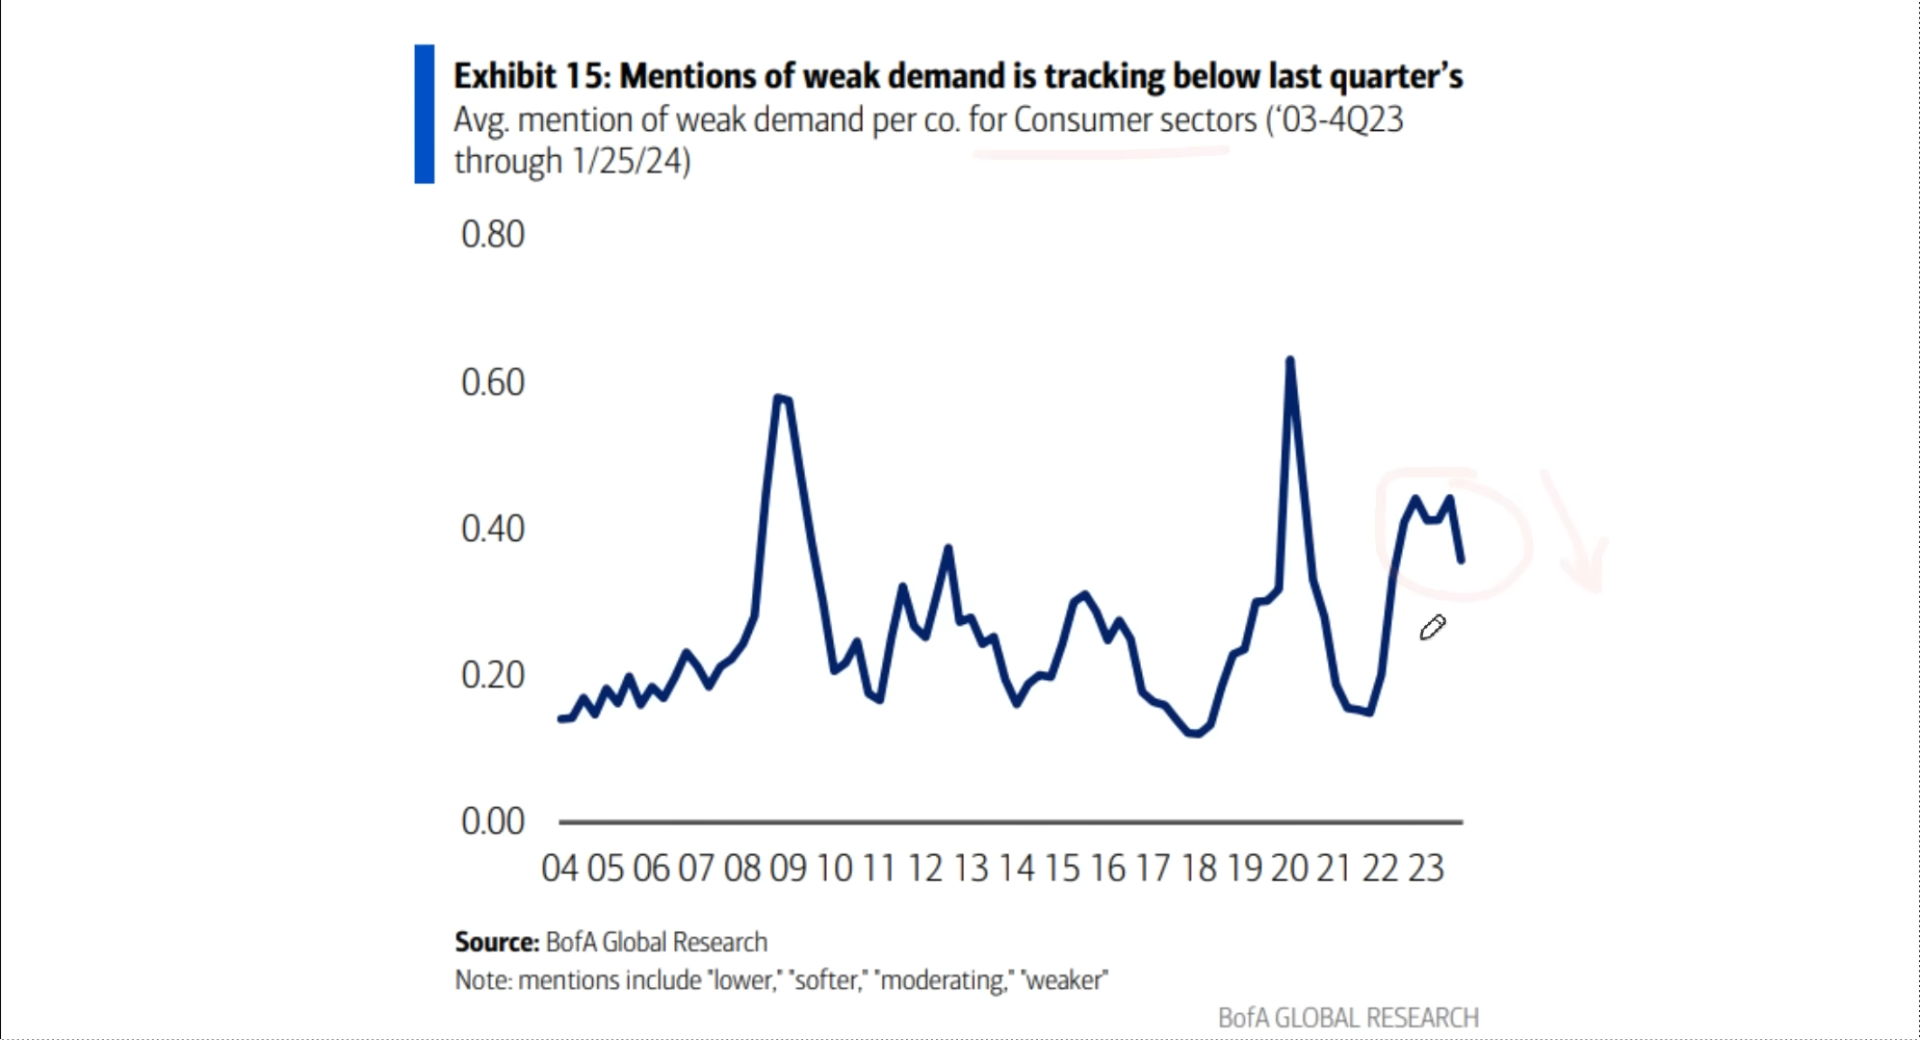 Exhibit 15: Mentions of weak demand is tracking below last quarter's
Avg. mention of weak demand per co. for Consumer sectors (‘03-4Q23
through 1/25/24)
0.80
0.60
0.40
0.20
0.00
04 05 06 07 08 09 10 11 12 13 14 15 16 17 18 19 20 21 22 23
Source: BofA Global Research
Note: mentions include "lower," "softer," "moderating," "weaker"
BofA GLOBAL RESEARCH